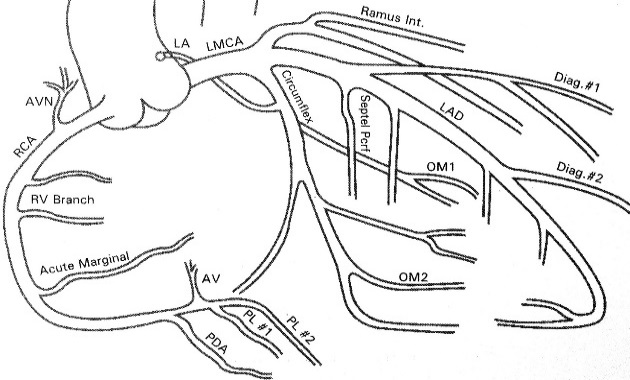 Ramus Int.
LA
LMCA
Diag.#1
Circumflex
Septel Perf
LAD
AVN
RCA
OM1
Diag.#2
RV Branch
Acute Marginal
AV
OM2
PL #1
PL #2
PDA